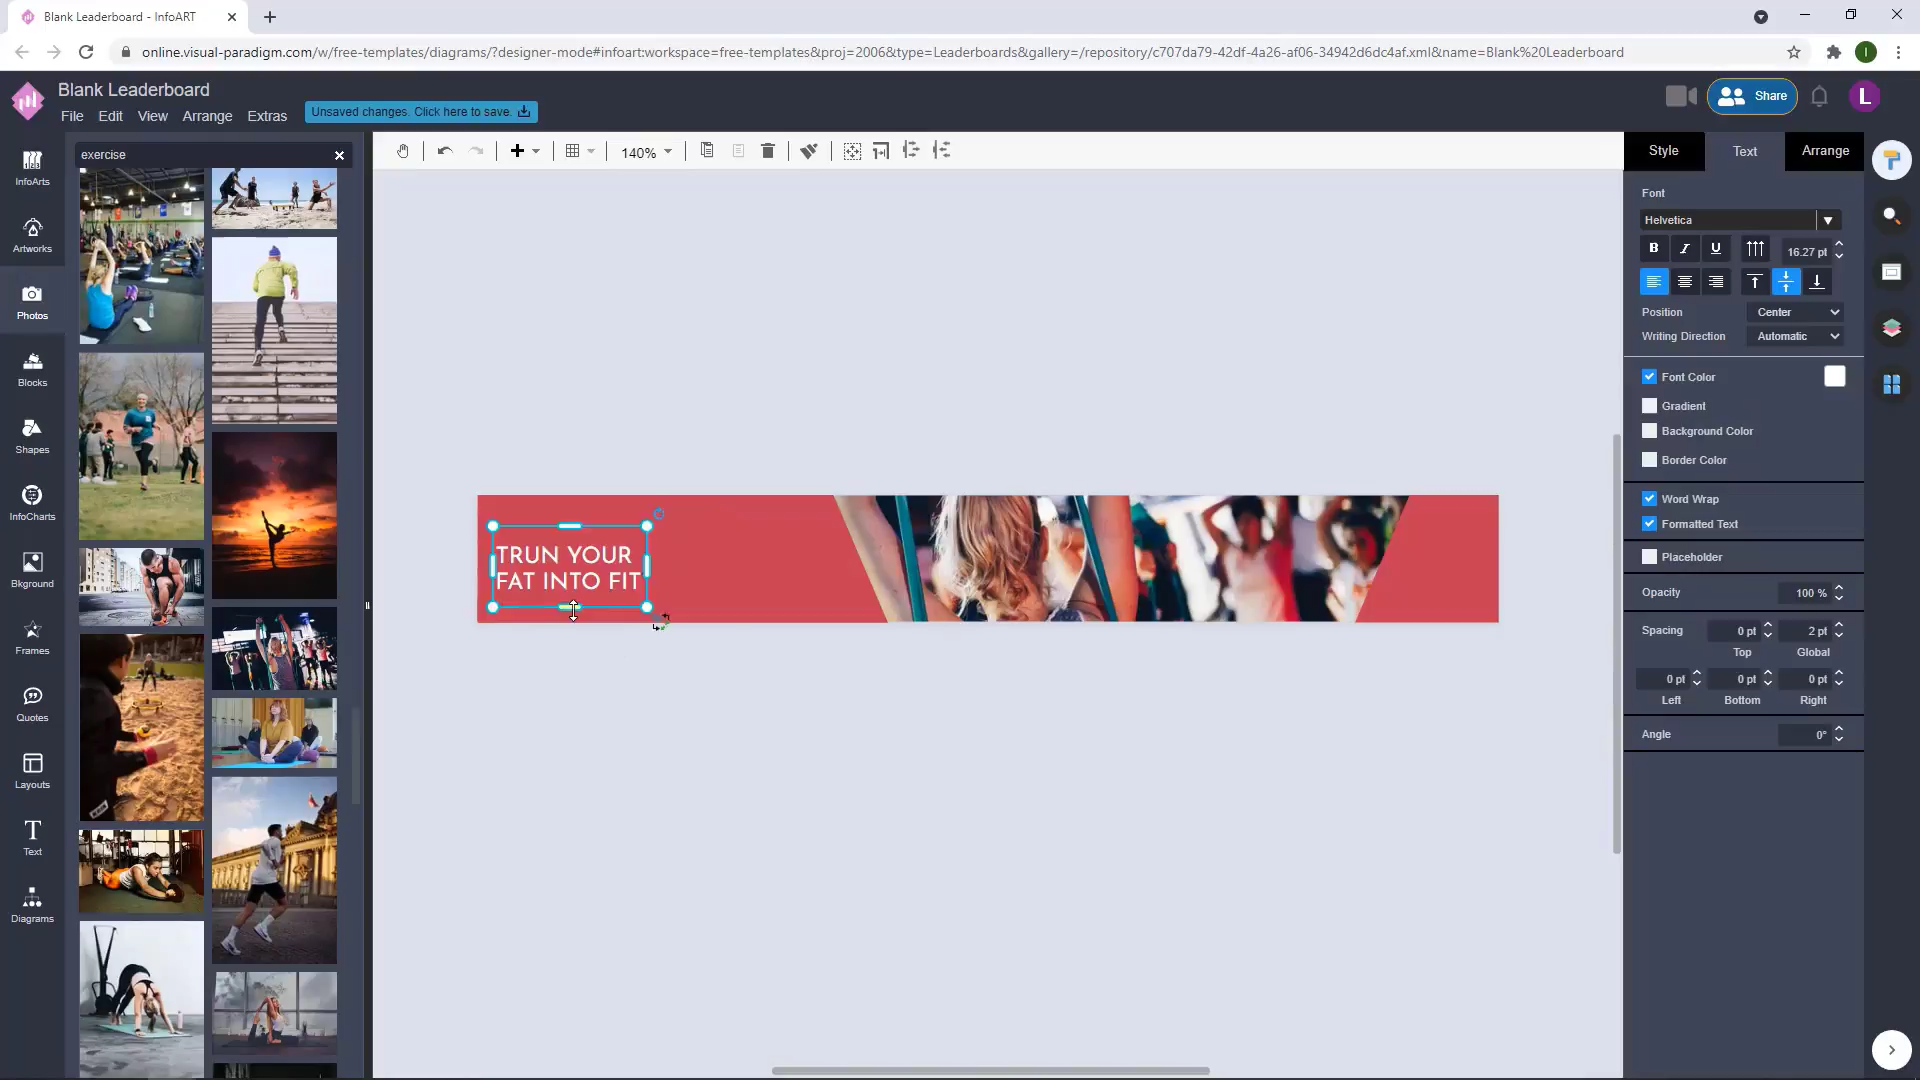 Blank Leaderboard - InfoART
online.visual-paradigm.com/w/free-templates/diagrams/?designer-mode#infoart:workspace=free-templates&proj=2006&type=Leaderboards&gallery=/repository/c707da79-42df-4a26-af06-34942d6dc4af.xml&name=Blank%20Leaderboard
I
Blank Leaderboard
File Edit View Arrange Extras
Unsaved changes. Click here to save.
Share
L
InfoArts
Artworks
Photos
Blocks
Shapes
InfoCharts
Bkground
Frames
Quotes
Layouts
Text
Diagrams
exercise
140%
TRUN YOUR
FAT INTO FIT
Style Text Arrange
Font
Helvetica
B I U 16.27 pt
Position Center
Writing Direction Automatic
Font Color
Gradient
Background Color
Border Color
Word Wrap
Formatted Text
Placeholder
Opacity 100 %
Spacing 0 pt 2 pt
Top Global
0 pt 0 pt 0 pt
Left Bottom Right
Angle 0°